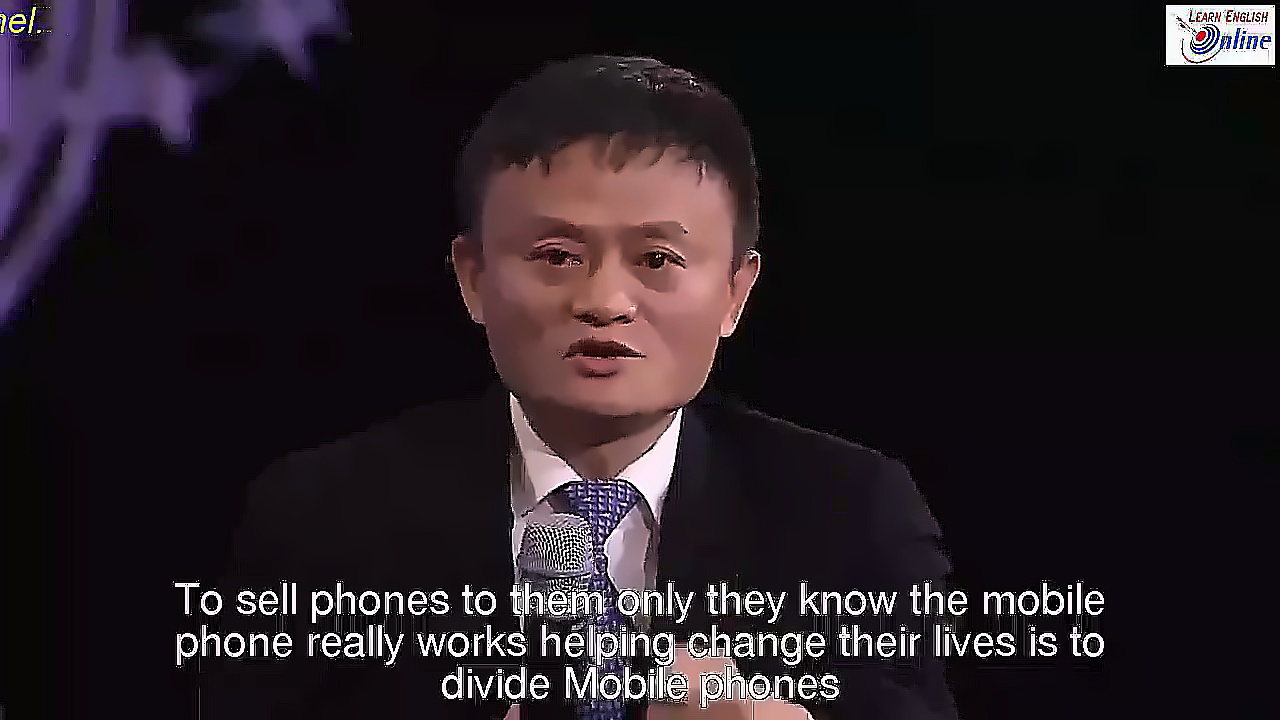 nel.
LEARN ENGLISH
Online
To sell phones to them only they know the mobile
phone really works helping change their lives is to
divide Mobile phones